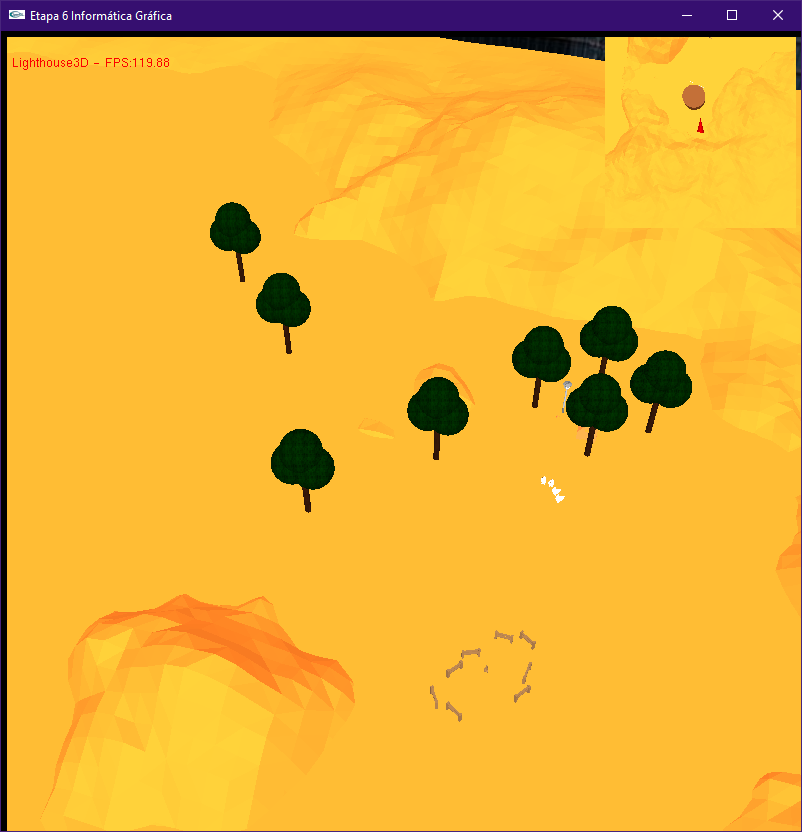 Etapa 6 Informática Gráfica
Lighthouse3D - FPS:119.88